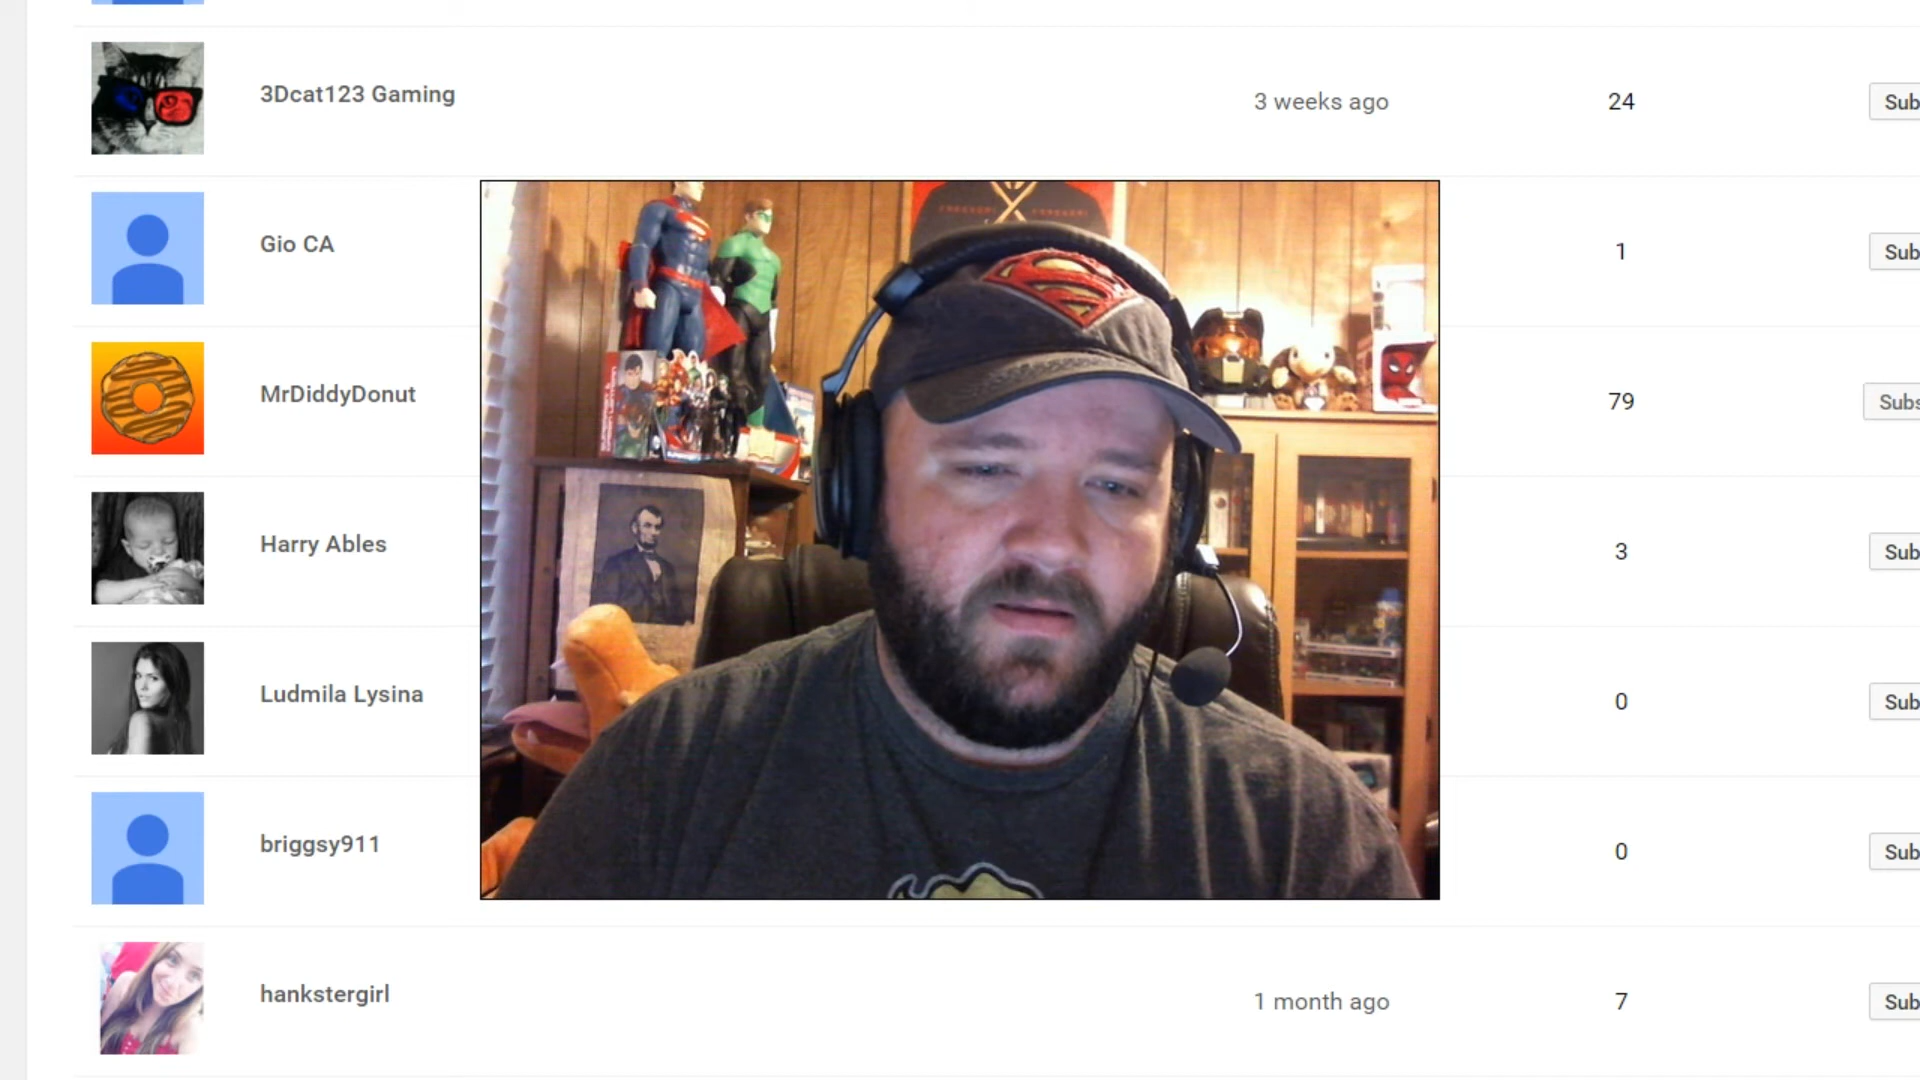 3Dcat123 Gaming
3 weeks ago
24
Sub
Gio CA
1
Sub
MrDiddyDonut
79
Subs
Harry Ables
3
Sub
Ludmila Lysina
0
Sub
briggsy911
0
Sub
hankstergirl
1 month ago
7
Sub